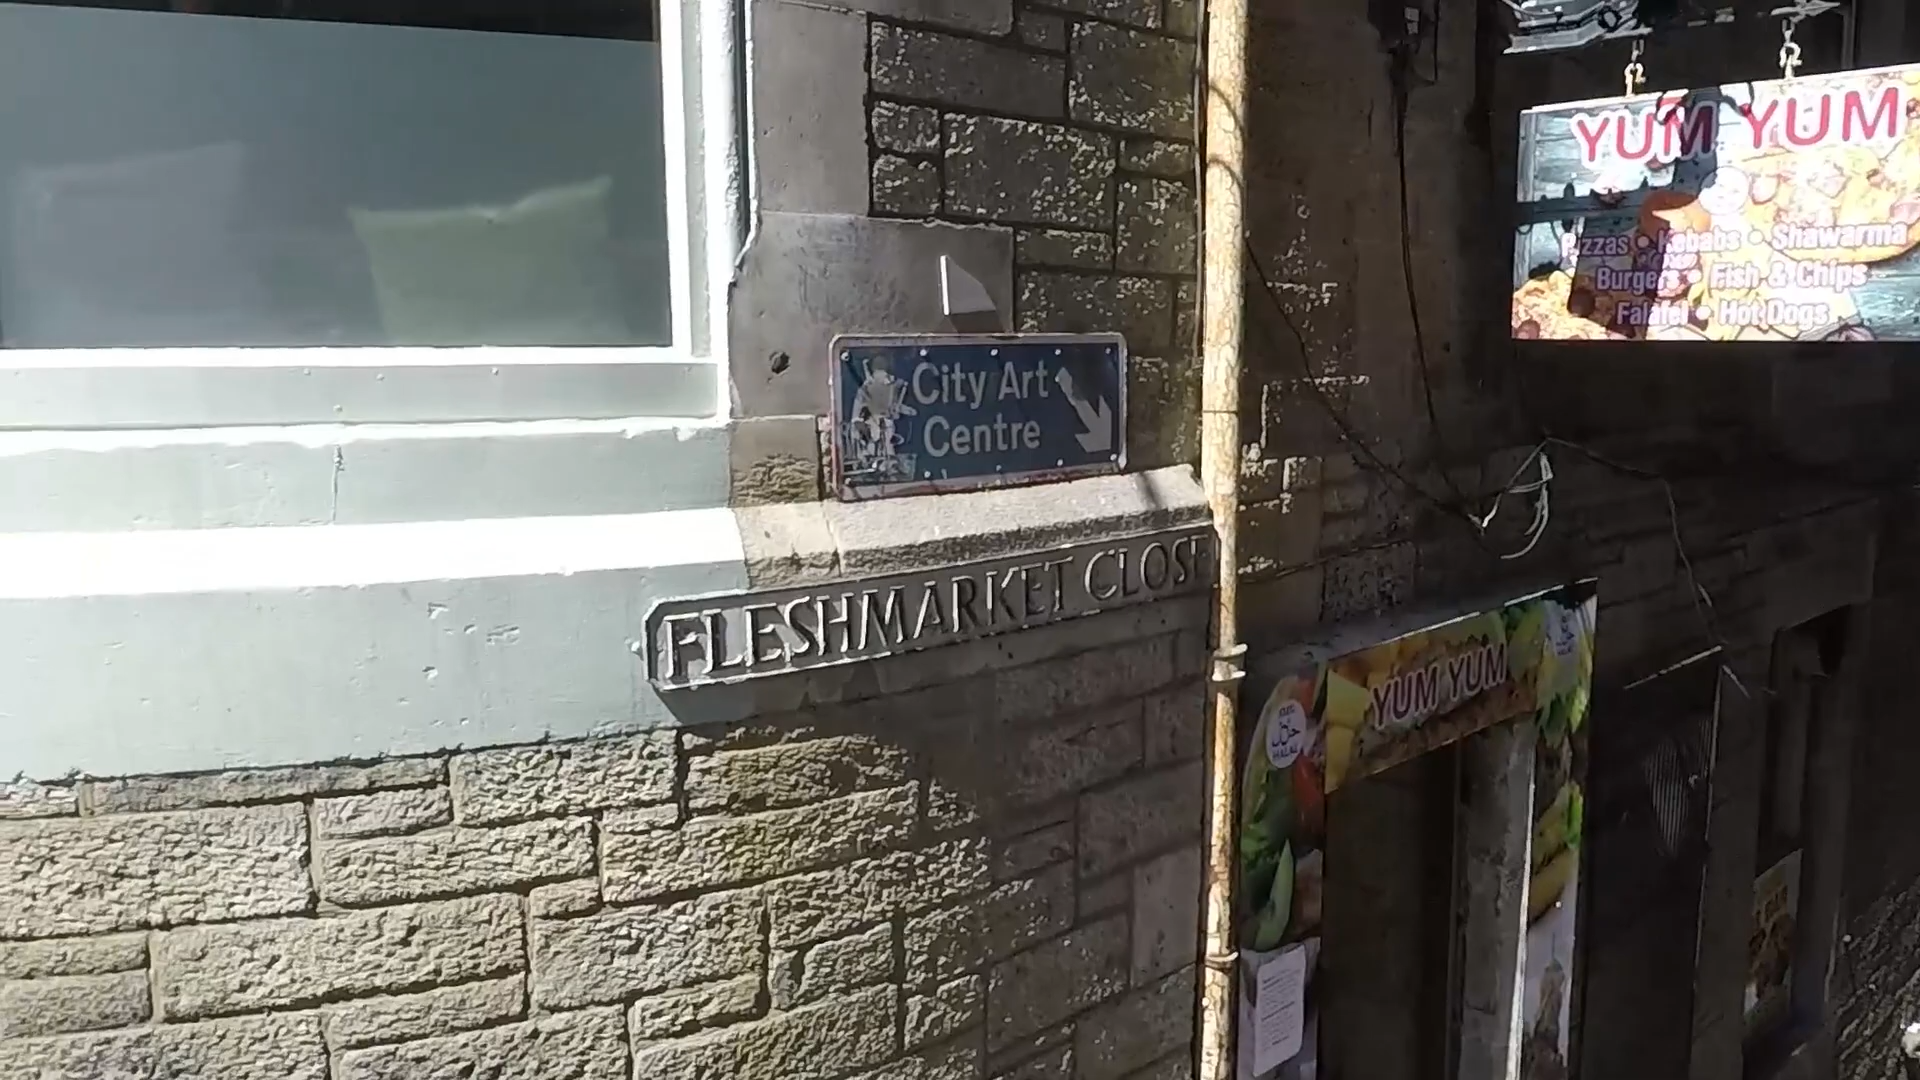 YUM YUM
Pizzas • Kebabs • Shawarma
Burgers • Fish & Chips
Falafel • Hot Dogs
City Art
Centre
FLESHMARKET CLOSE
YUM YUM
حلال
HALAL